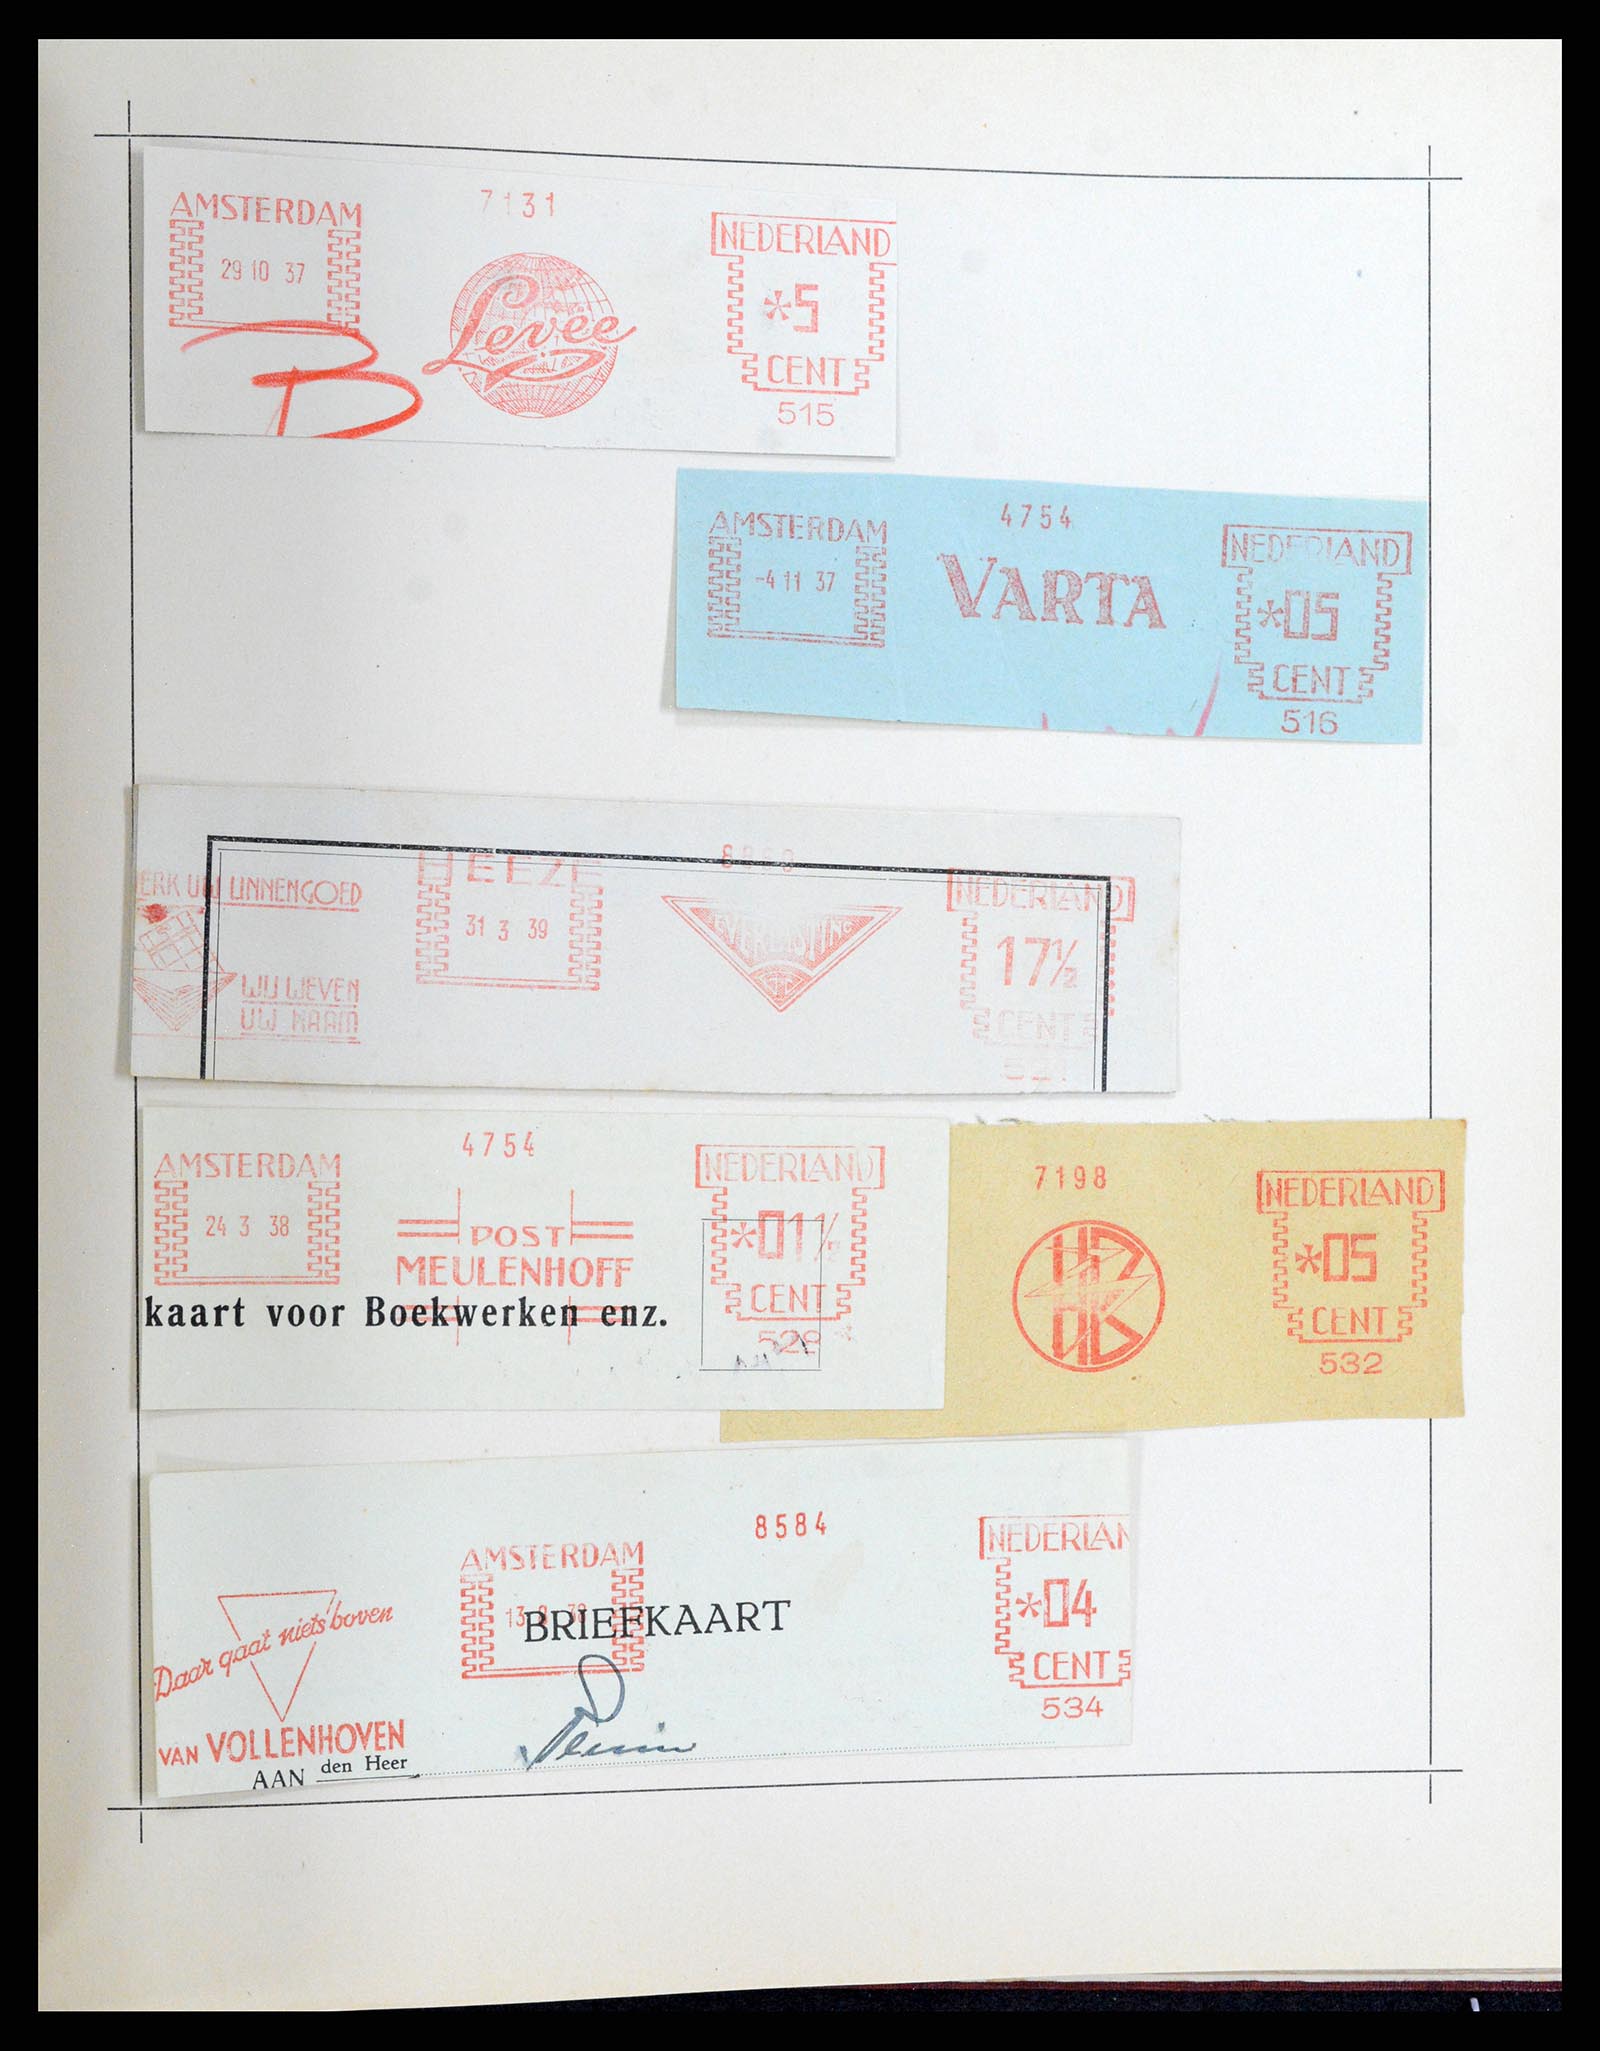 AMSTERDAM
29 10 37
7131
Levée
NEDERLAND
*5
CENT
515
AMSTERDAM
-4 11 37
4754
VARTA
NEDERLAND
*05
CENT
516
ERK UW LINNENGOED
WIJ WEVEN
UW NAAM
HEEZE
31 3 39
EVERLASTING
NEDERLAND
17½
CENT
AMSTERDAM
24 3 38
4754
POST
MEULENHOFF
kaart voor Boekwerken enz.
NEDERLAND
*01½
CENT
528
7198
NEDERLAND
*05
CENT
532
Daar gaat niets boven
VAN VOLLENHOVEN
AAN den Heer
AMSTERDAM
8584
BRIEFKAART
NEDERLAN
*04
CENT
534